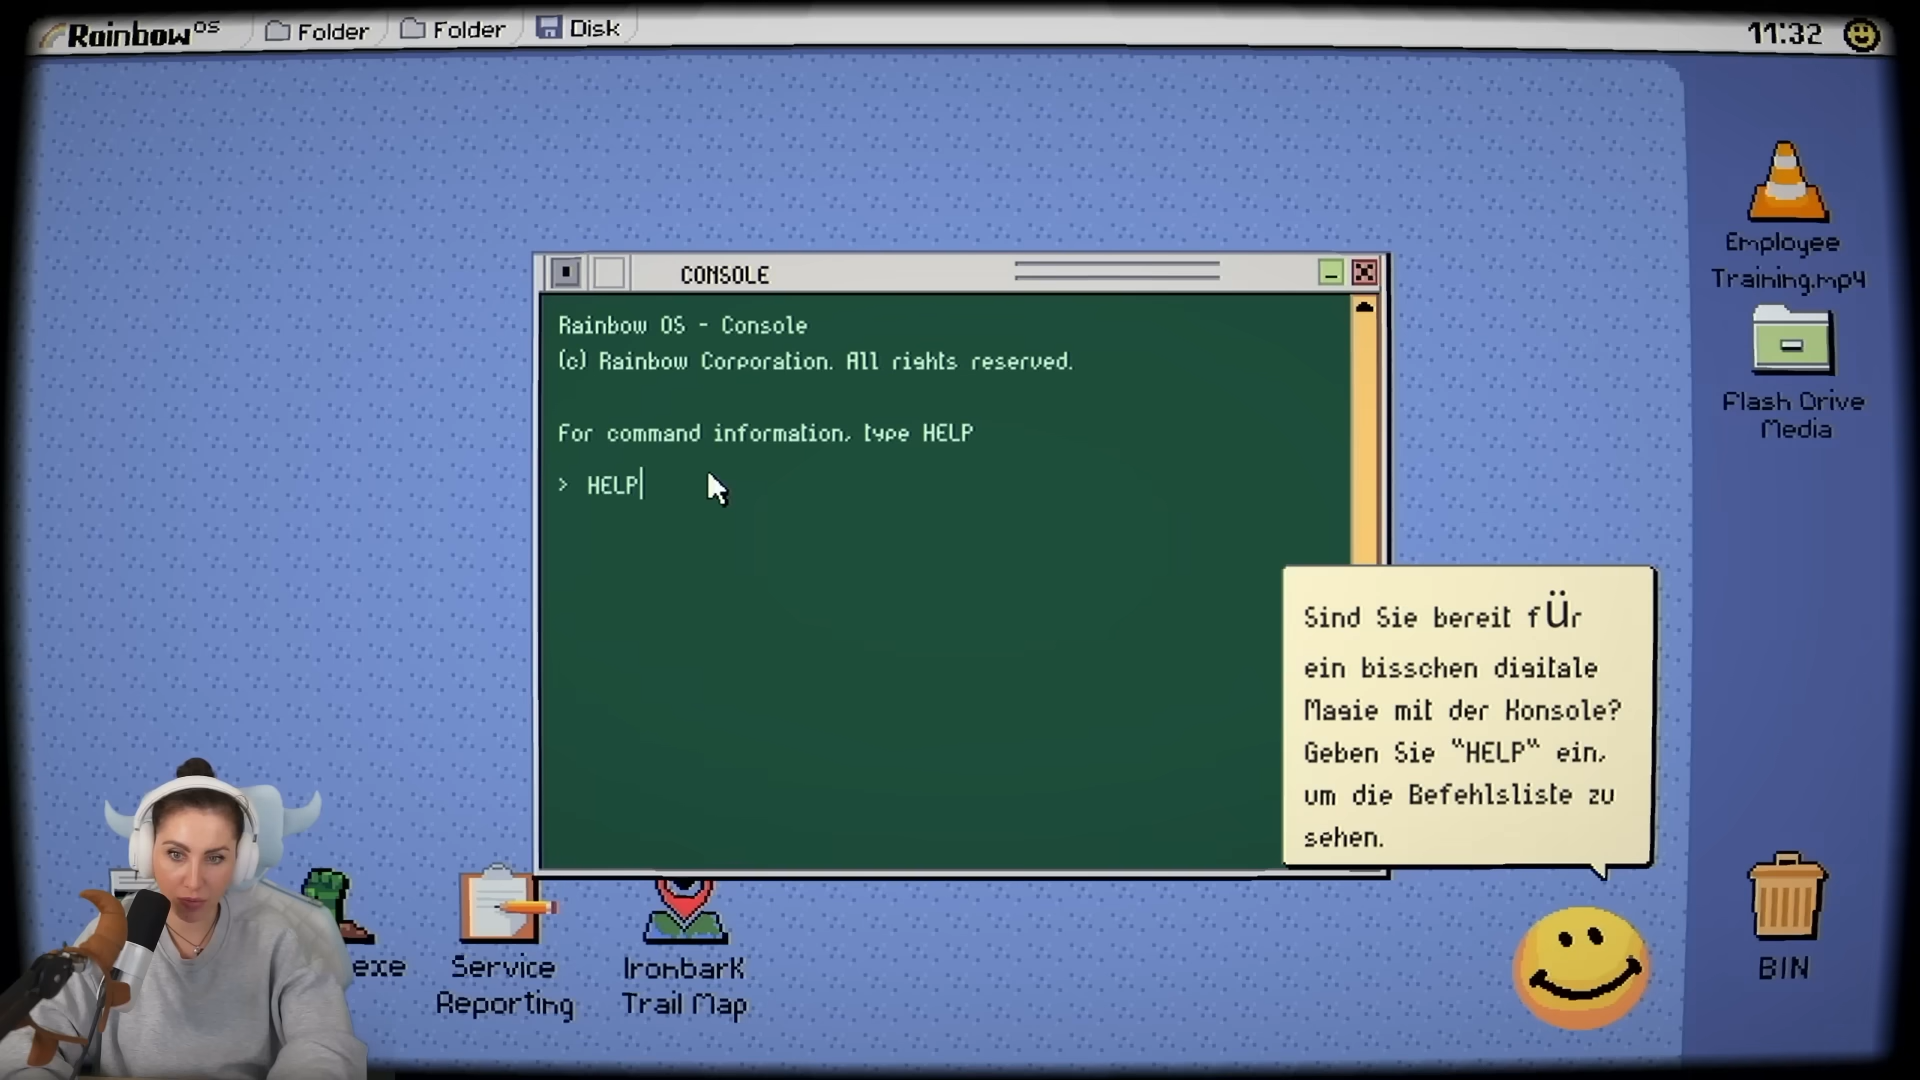 RainbowOS
Folder
Folder
Disk
11:32
Employee
Training.mp4
Flash Drive
Media
CONSOLE
Rainbow OS - Console
(c) Rainbow Corporation. All rights reserved.
For command information, type HELP
> HELP
Sind Sie bereit fÜr
ein bisschen digitale
Magie mit der Konsole?
Geben Sie "HELP" ein,
um die Befehlsliste zu
sehen.
exe
Service
Reporting
Ironbark
Trail Map
BIN